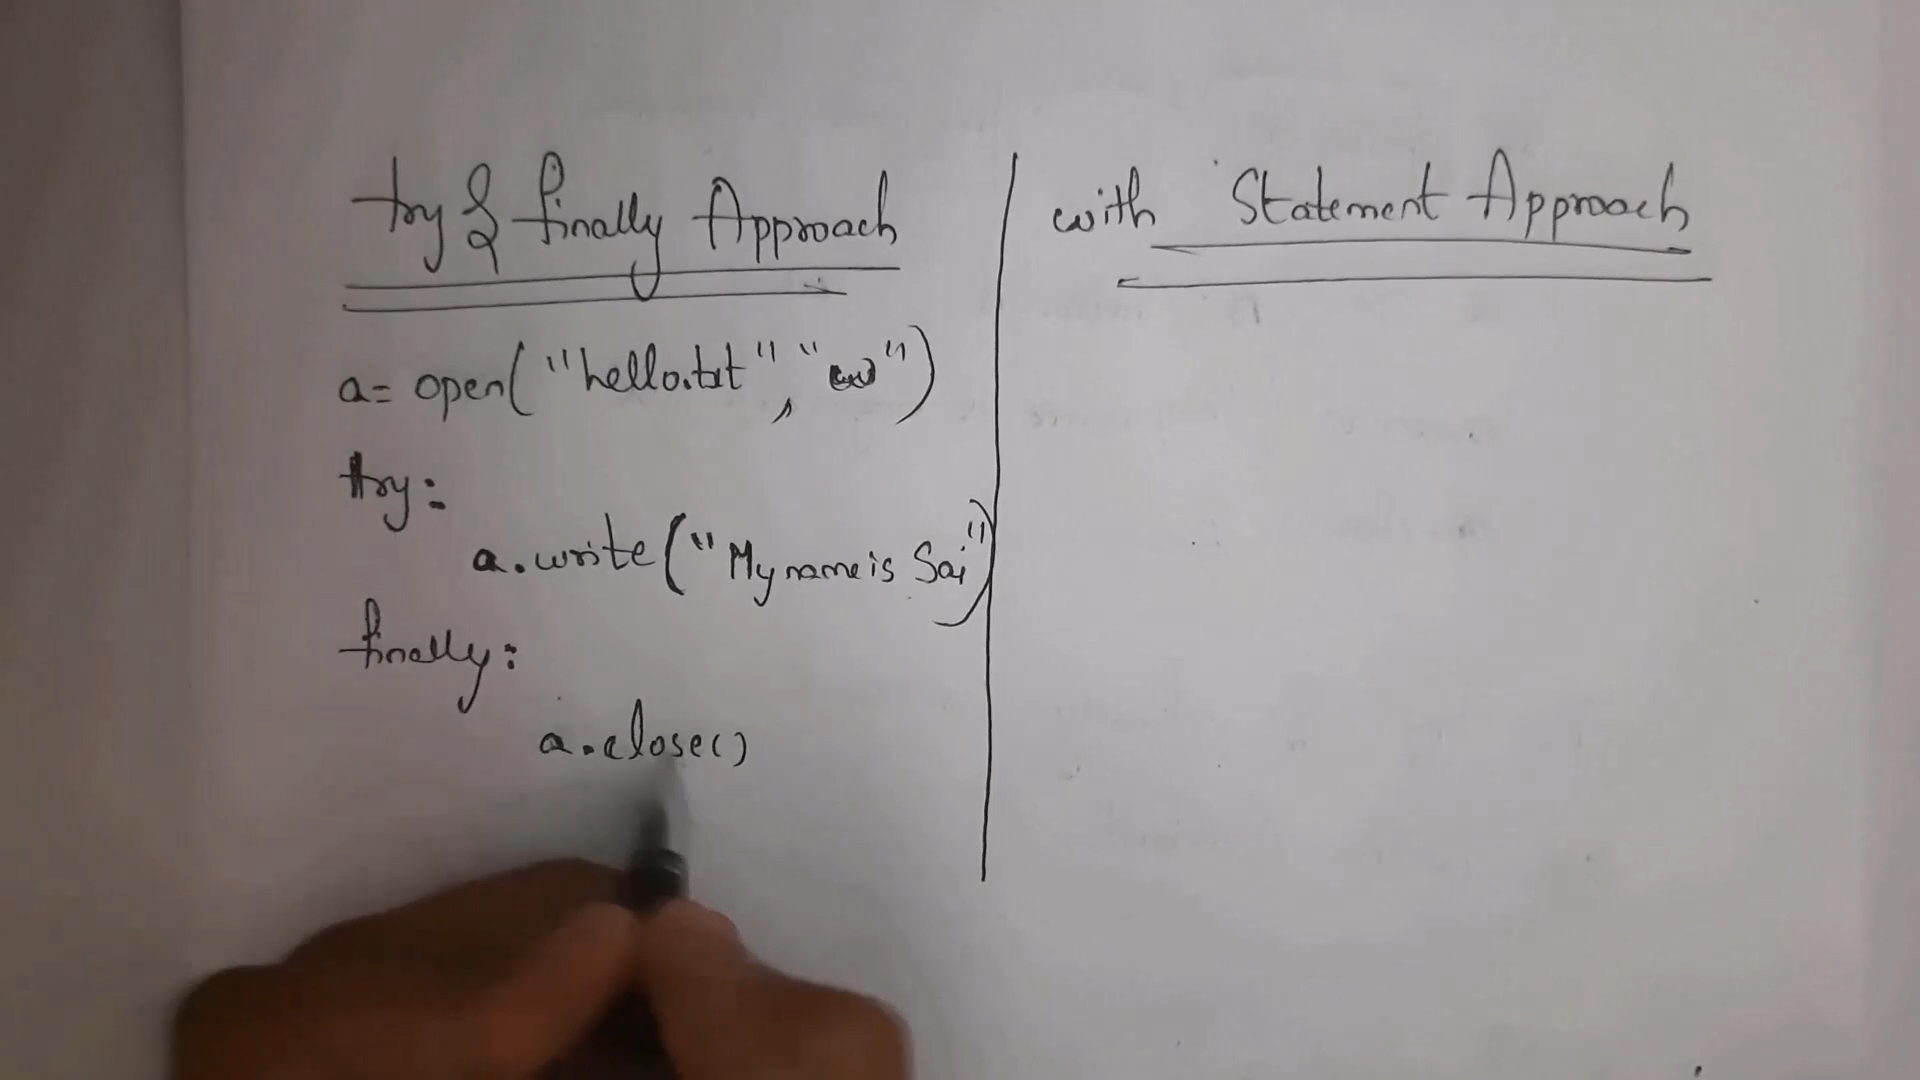 try & finally Approach
a= open("hello.txt", "w")
try:
a.write("My name is Sai")
finally:
a.close()
with Statement Approach